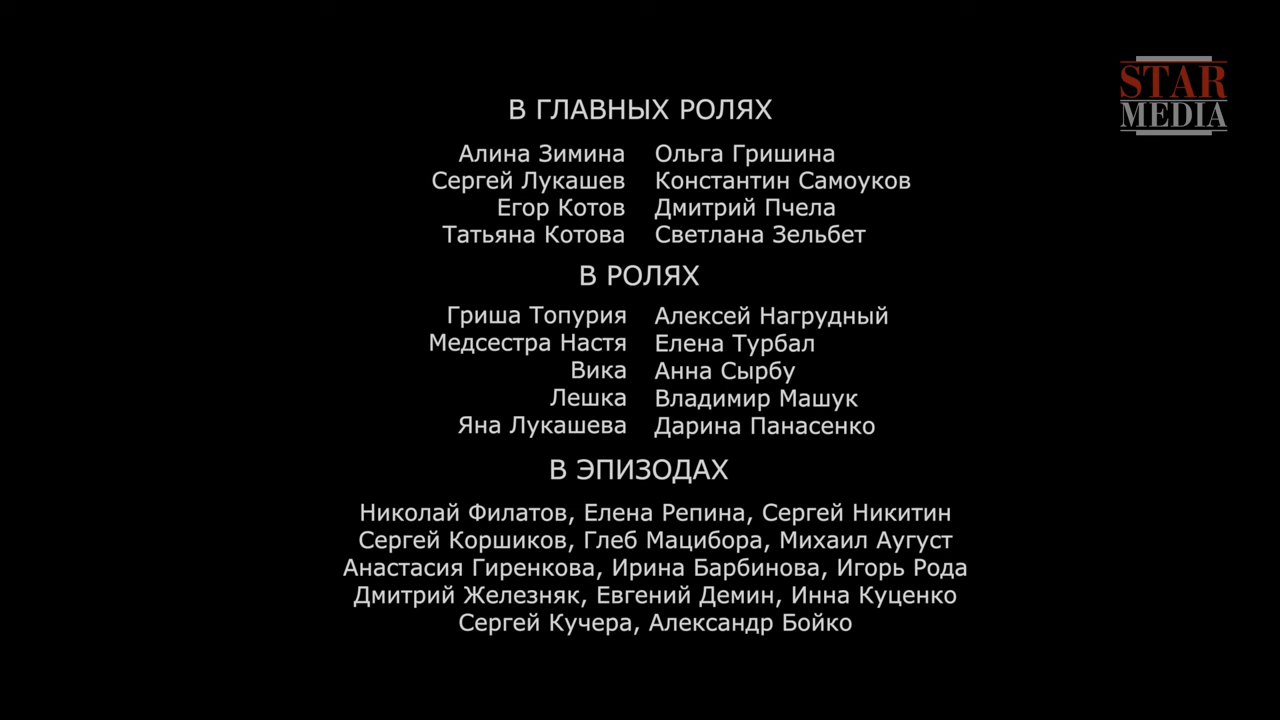 STAR
MEDIA
В ГЛАВНЫХ РОЛЯХ
Алина Зимина Ольга Гришина
Сергей Лукашев Константин Самоуков
Егор Котов Дмитрий Пчела
Татьяна Котова Светлана Зельбет
В РОЛЯХ
Гриша Топурия Алексей Нагрудный
Медсестра Настя Елена Турбал
Вика Анна Сырбу
Лешка Владимир Машук
Яна Лукашева Дарина Панасенко
В ЭПИЗОДАХ
Николай Филатов, Елена Репина, Сергей Никитин
Сергей Коршиков, Глеб Мацибора, Михаил Аугуст
Анастасия Гиренкова, Ирина Барбинова, Игорь Рода
Дмитрий Железняк, Евгений Демин, Инна Куценко
Сергей Кучера, Александр Бойко